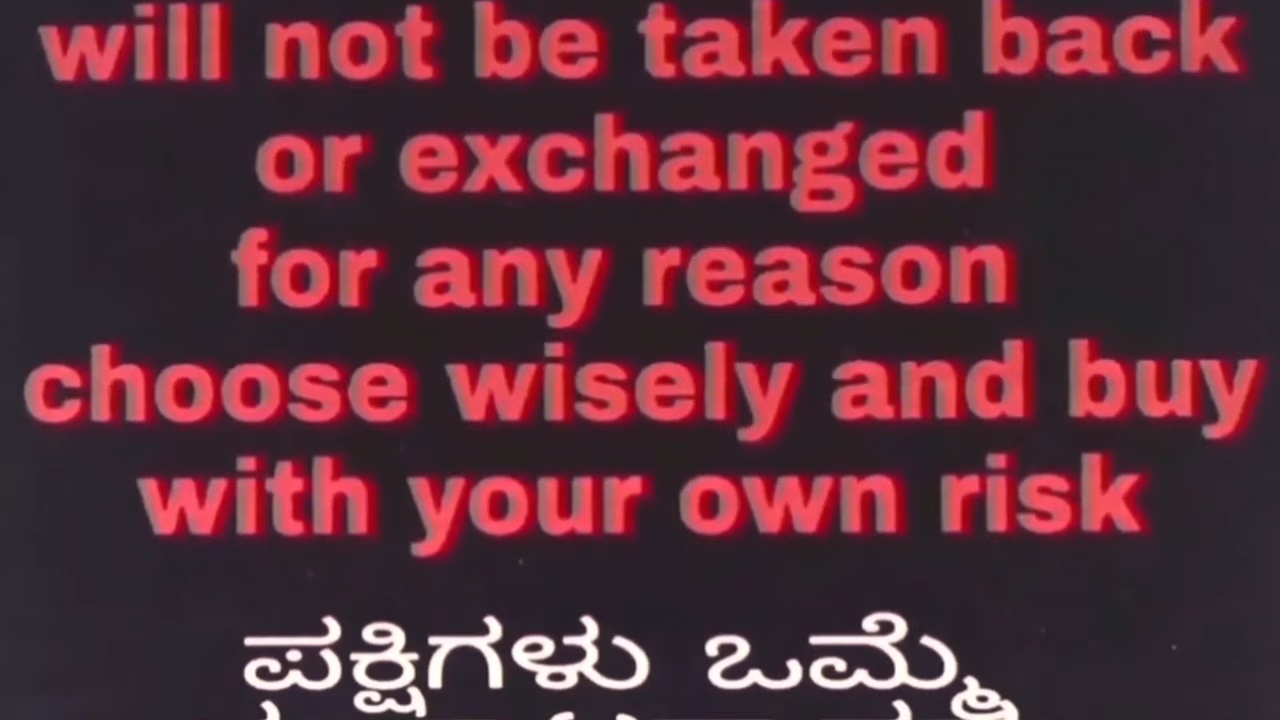 will not be taken back
or exchanged
for any reason
choose wisely and buy
with your own risk
ಪಕ್ಷಿಗಳು ಒಮ್ಮೆ